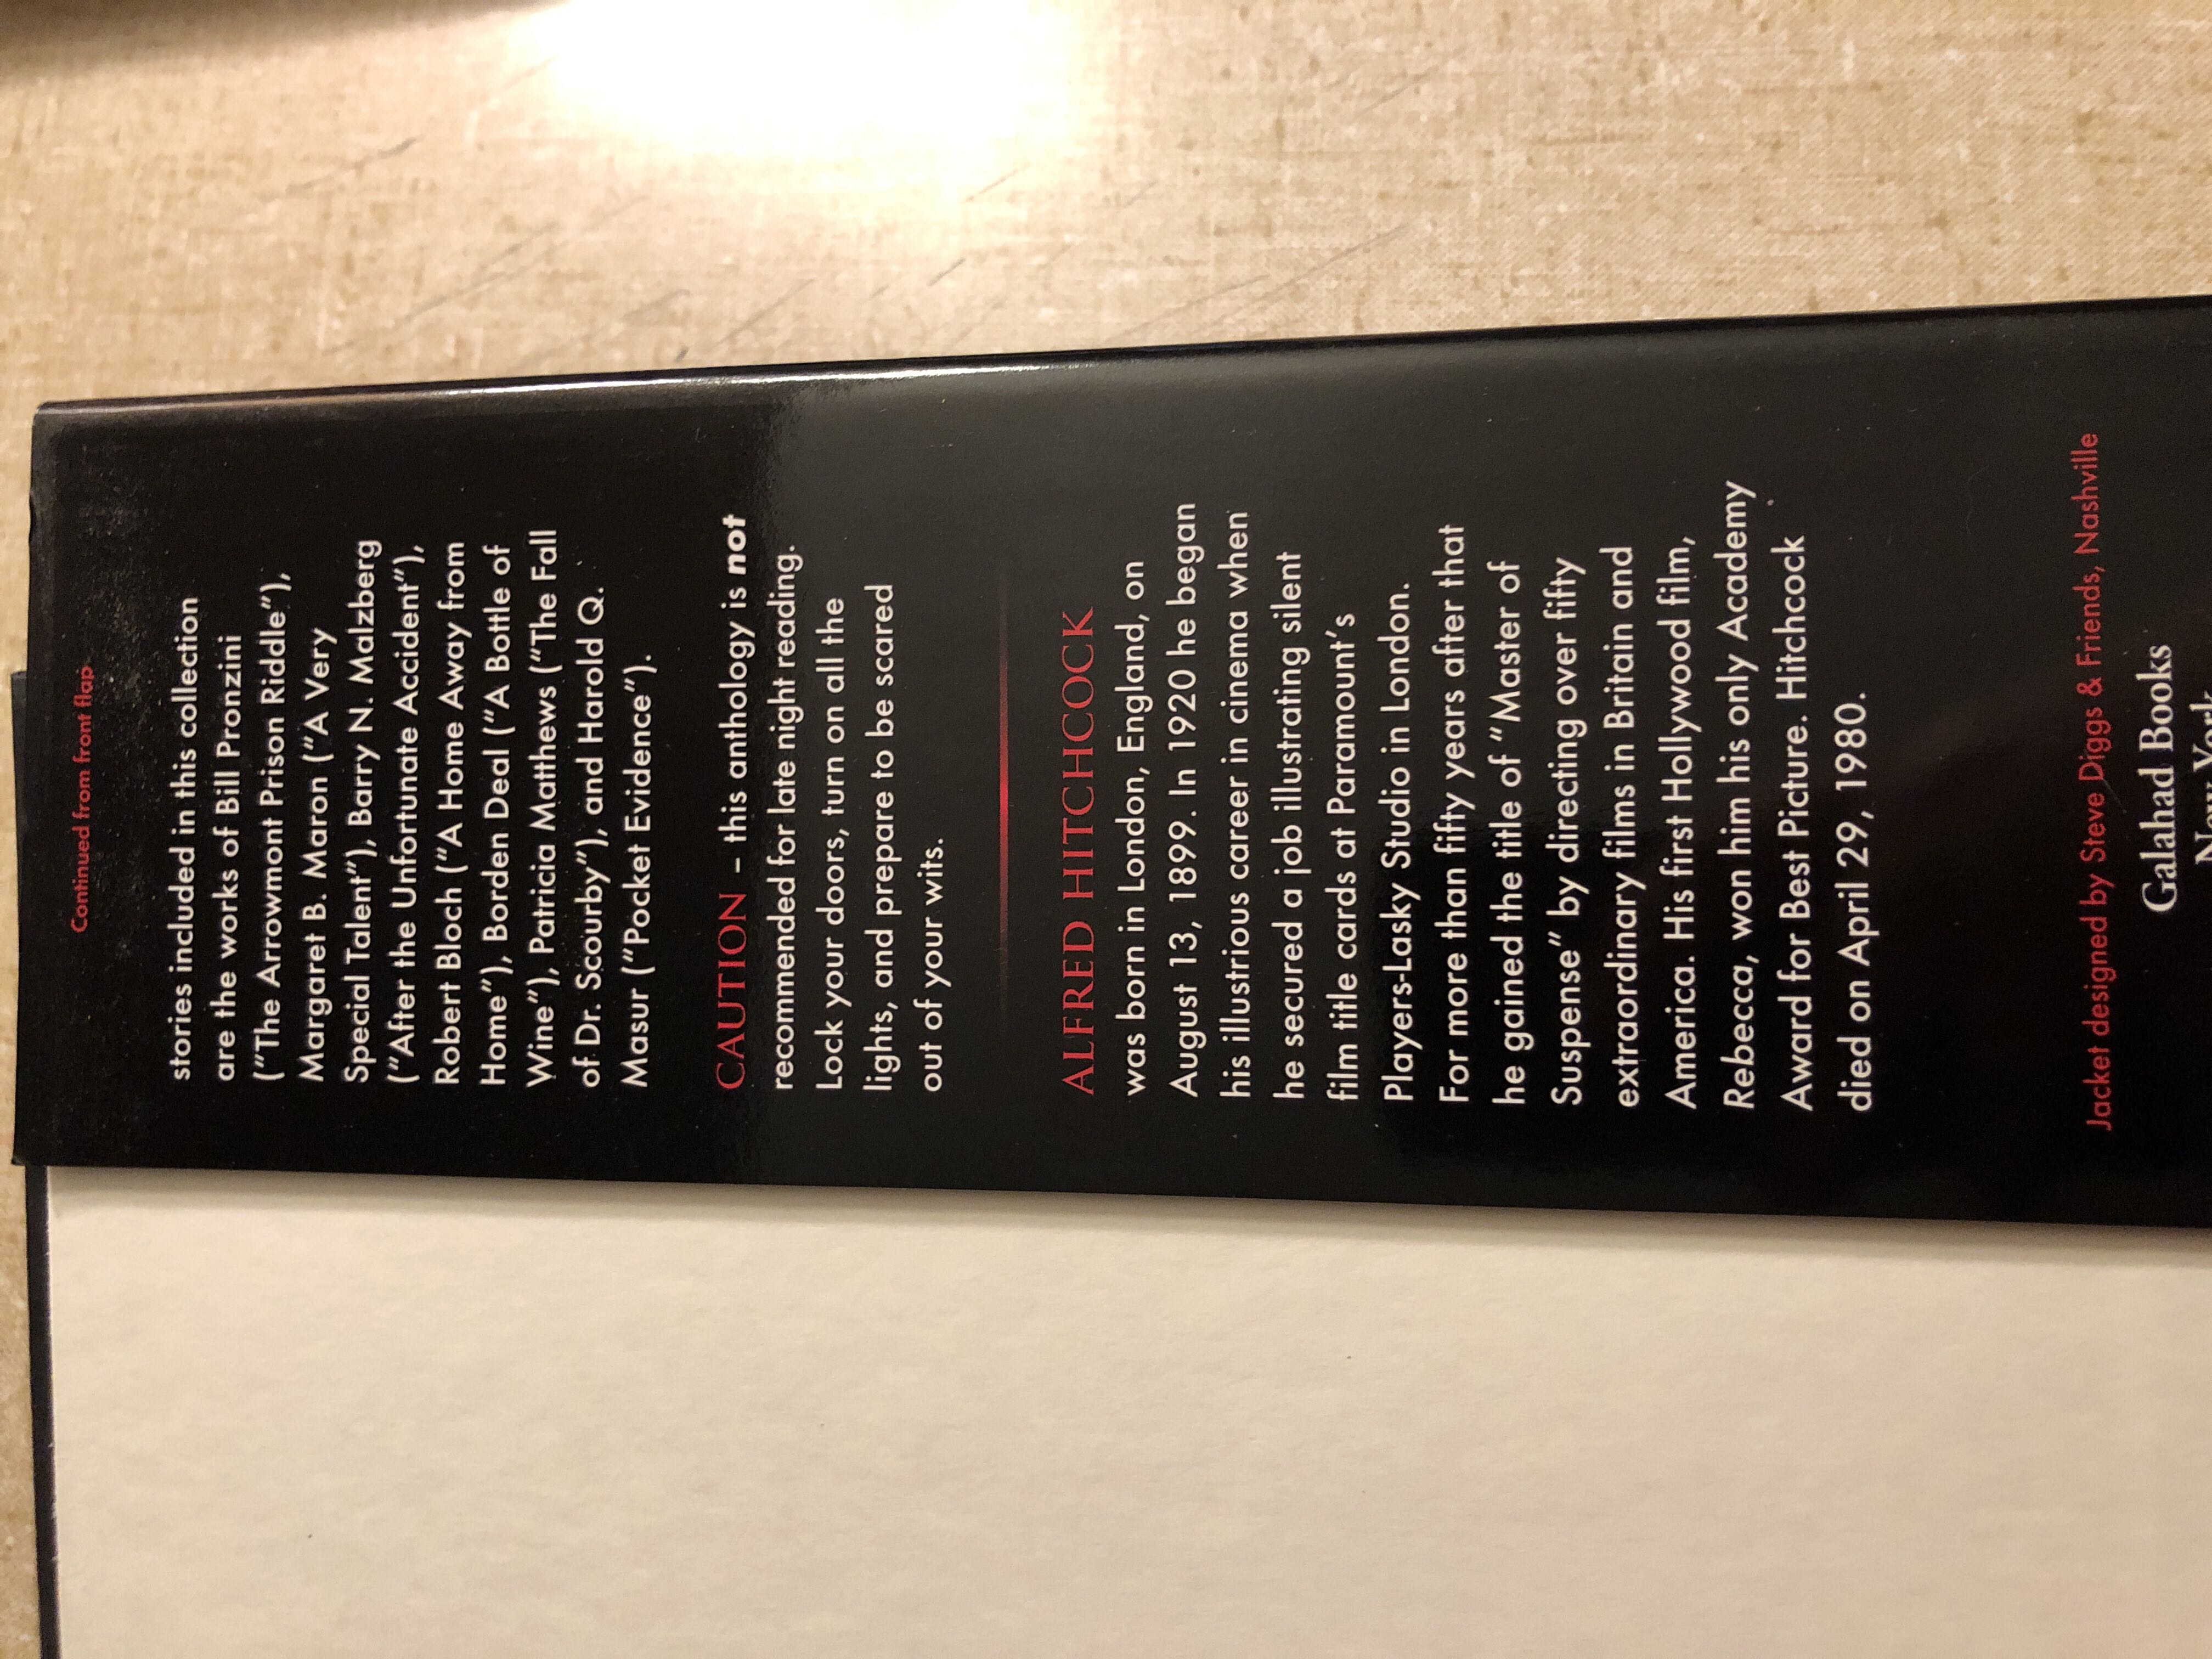 Continued from front flap
stories included in this collection
are the works of Bill Pronzini
("The Arrowmont Prison Riddle"),
Margaret B. Maron ("A Very
Special Talent"), Barry N. Malzberg
("After the Unfortunate Accident"),
Robert Bloch ("A Home Away from
Home"), Borden Deal ("A Bottle of
Wine"), Patricia Matthews ("The Fall
of Dr. Scourby"), and Harold Q.
Masur ("Pocket Evidence").
CAUTION – this anthology is not
recommended for late night reading.
Lock your doors, turn on all the
lights, and prepare to be scared
out of your wits.
ALFRED HITCHCOCK
was born in London, England, on
August 13, 1899. In 1920 he began
his illustrious career in cinema when
he secured a job illustrating silent
film title cards at Paramount's
Players-Lasky Studio in London.
For more than fifty years after that
he gained the title of "Master of
Suspense" by directing over fifty
extraordinary films in Britain and
America. His first Hollywood film,
Rebecca, won him his only Academy
Award for Best Picture. Hitchcock
died on April 29, 1980.
Jacket designed by Steve Diggs & Friends, Nashville
Galahad Books